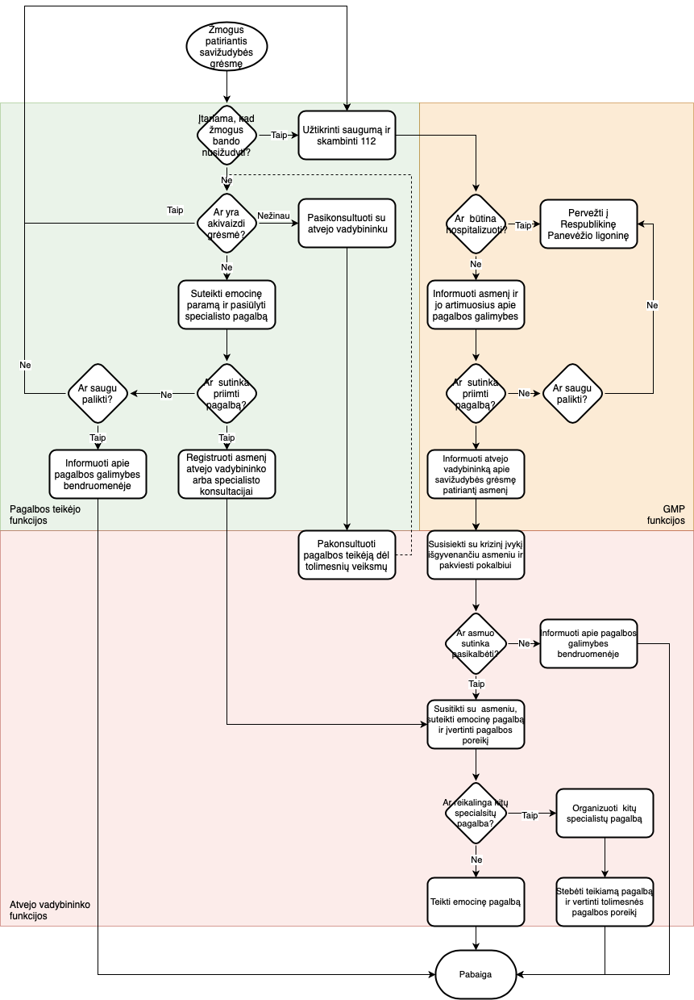 Žmogus
patiriantis
savižudybės
grėsmę
Įtariama, kad
žmogus
bando
nusižudyti?
Taip
Užtikrinti saugumą ir
skambinti 112
Ne
Taip
Ar yra
akivaizdi
grėsmė?
Nežinau
Pasikonsultuoti su
atvejo vadybininku
Ar  būtina
hospitalizuoti?
Taip
Pervežti į
Respublikinę
Panevėžio ligoninę
Ne
Ne
Suteikti emocinę
paramą ir pasiūlyti
specialisto pagalbą
Informuoti asmenį ir
jo artimuosius apie
pagalbos galimybes
Ne
Ne
Ar saugu
palikti?
Ne
Ar  sutinka
priimti
pagalbą?
Ar  sutinka
priimti
pagalbą?
Ne
Ar saugu
palikti?
Taip
Taip
Informuoti apie
pagalbos galimybes
bendruomenėje
Registruoti asmenį
atvejo vadybininko
arba specialisto
konsultacijai
Informuoti atvejo
vadybininką apie
savižudybės grėsmę
patiriantį asmenį
Pagalbos teikėjo
funkcijos
GMP
funkcijos
Pakonsultuoti
pagalbos teikėją dėl
tolimesnių veiksmų
Susisiekti su krizinį įvykį
išgyvenančiu asmeniu ir
pakviesti pokalbiui
Ar asmuo
sutinka
pasikalbėti?
Ne
Informuoti apie pagalbos
galimybes
bendruomenėje
Taip
Susitikti su  asmeniu,
suteikti emocinę pagalbą
ir įvertinti pagalbos
poreikį
Ar reikalinga kitų
specialsitų
pagalba?
Taip
Organizuoti  kitų
specialistų pagalbą
Ne
Teikti emocinę pagalbą
Stebėti teikiamą pagalbą
ir vertinti tolimesnės
pagalbos poreikį
Atvejo vadybininko
funkcijos
Pabaiga